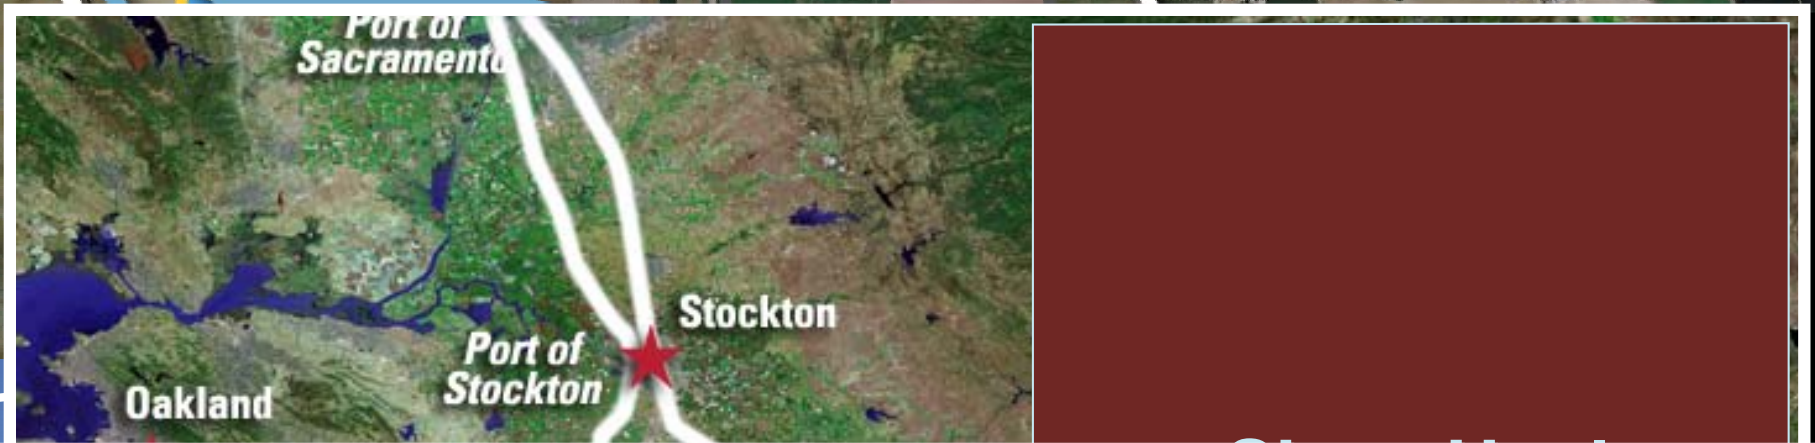 Port of
Sacramento
Stockton
Port of
Stockton
Oakland